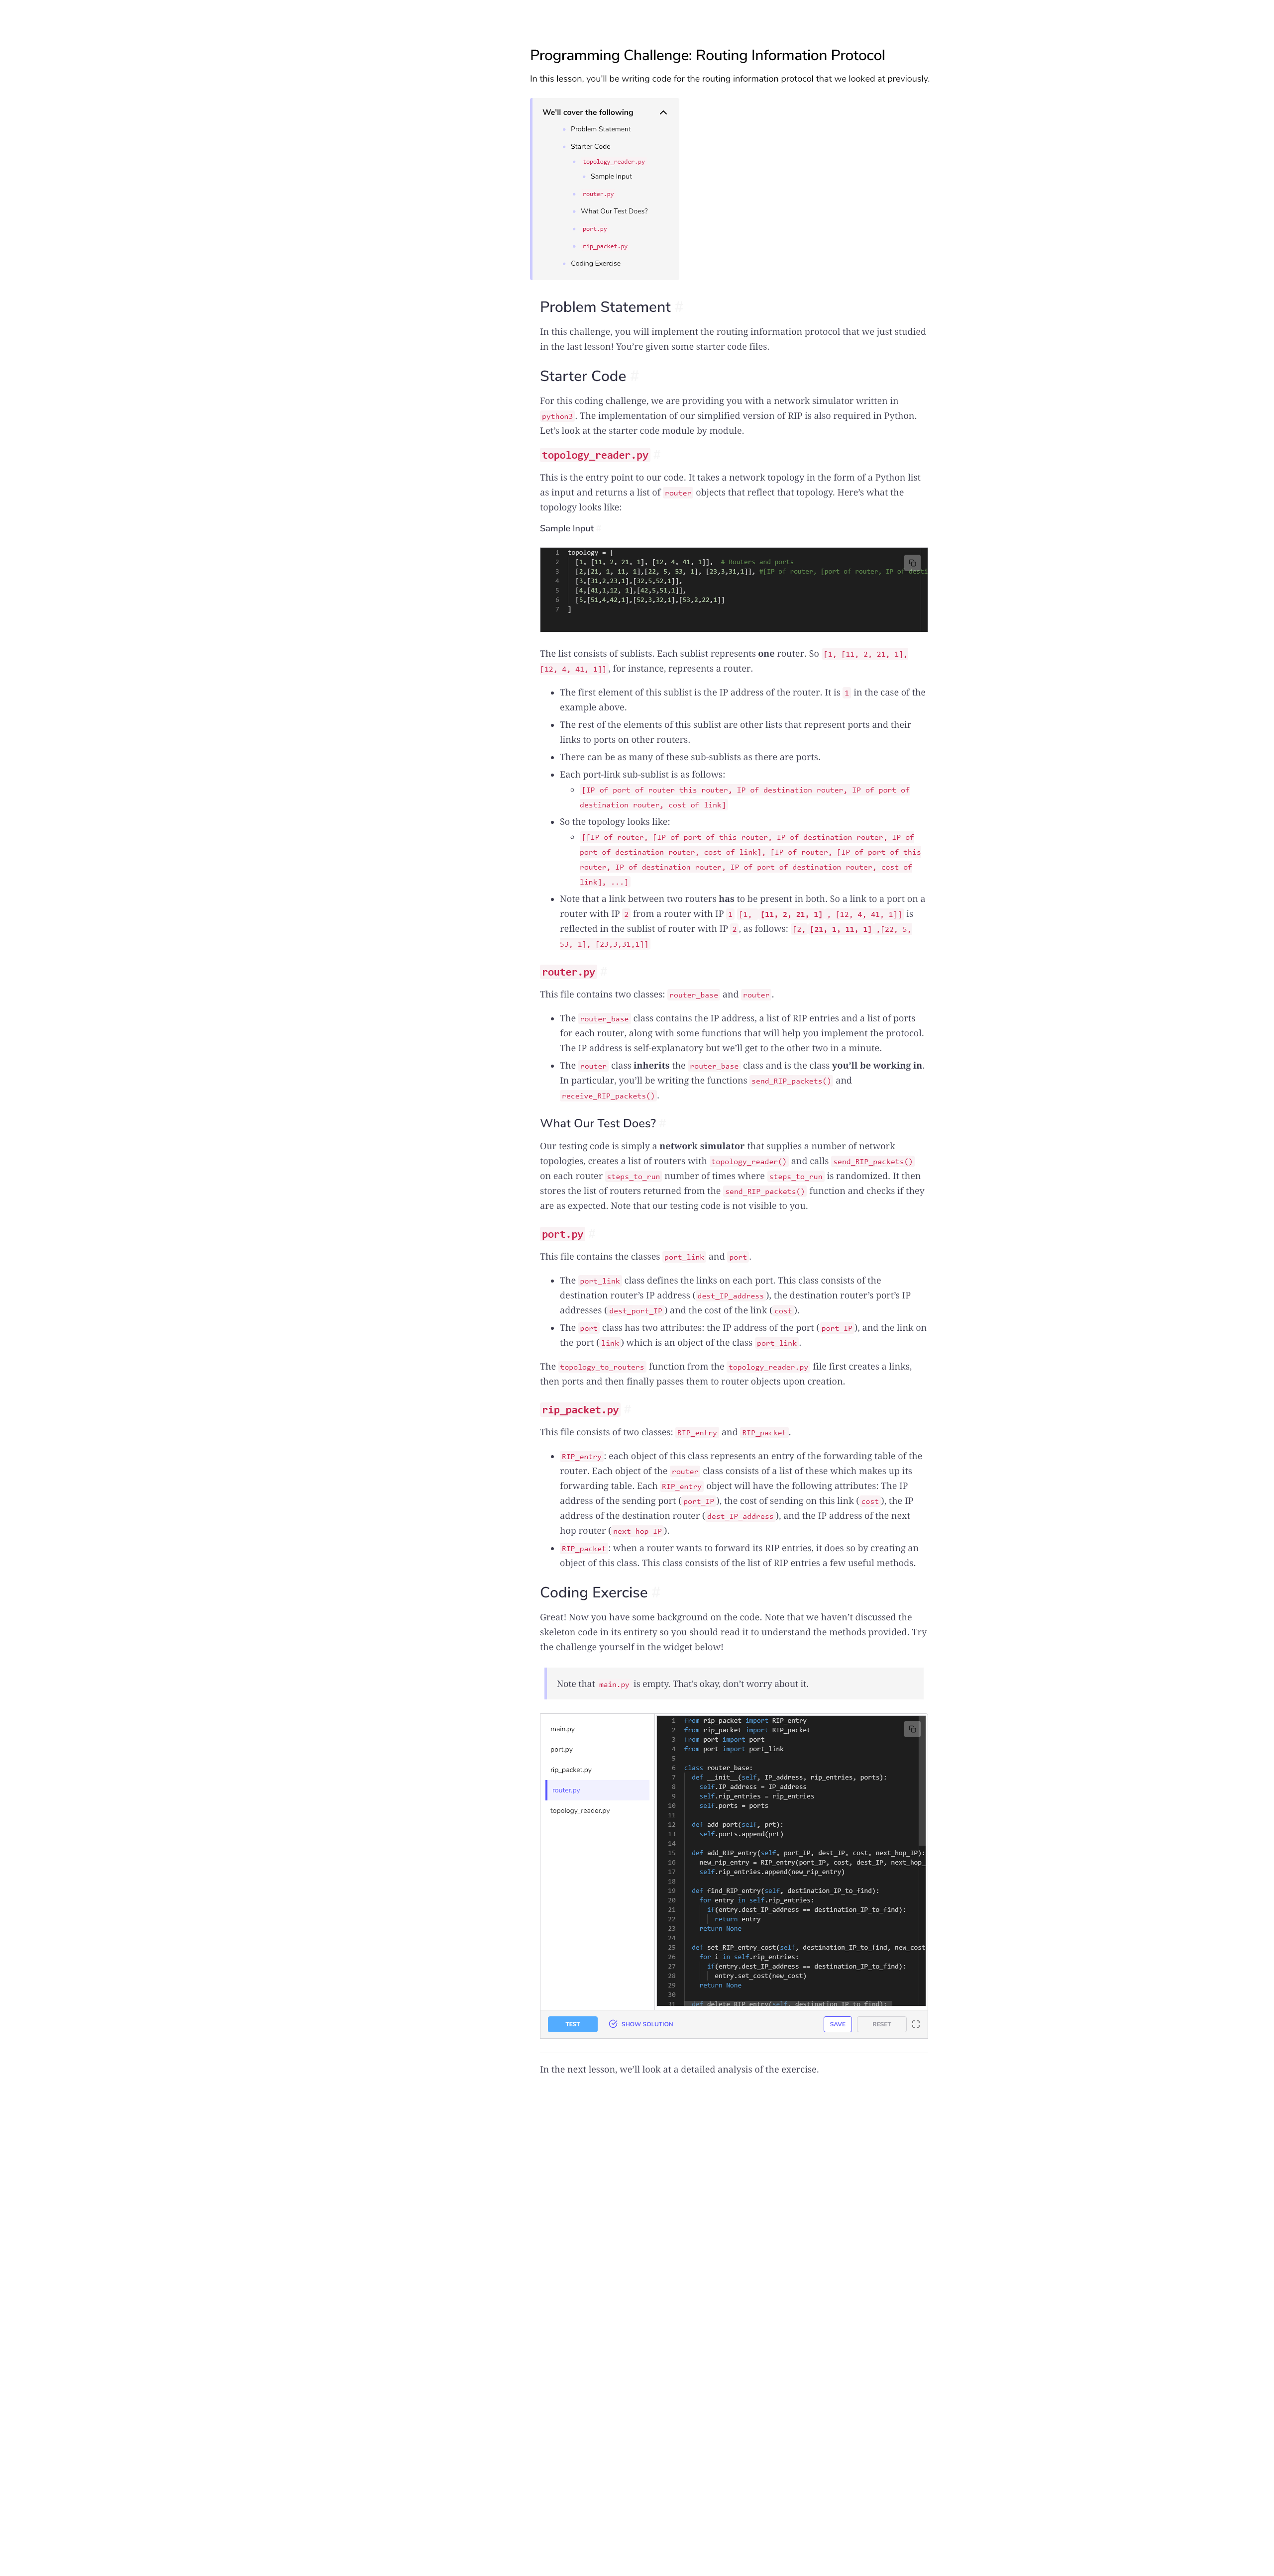 Programming Challenge: Routing Information Protocol
In this lesson, you'll be writing code for the routing information protocol that we looked at previously.
We'll cover the following
Problem Statement
Starter Code
topology_reader.py
Sample Input
router.py
What Our Test Does?
port.py
rip_packet.py
Coding Exercise
Problem Statement #
In this challenge, you will implement the routing information protocol that we just studied
in the last lesson! You're given some starter code files.
Starter Code #
For this coding challenge, we are providing you with a network simulator written in
python3. The implementation of our simplified version of RIP is also required in Python.
Let's look at the starter code module by module.
topology_reader.py #
This is the entry point to our code. It takes a network topology in the form of a Python list
as input and returns a list of router objects that reflect that topology. Here's what the
topology looks like:
Sample Input
1 topology = [
2 [1, [11, 2, 21, 1], [12, 4, 41, 1]], # Routers and ports
3 [2,[21, 1, 11, 1],[22, 5, 53, 1], [23,3,31,1]], #[IP of router, [port of router, IP of desti
4 [3,[31,2,23,1],[32,5,52,1]],
5 [4,[41,1,12, 1],[42,5,51,1]],
6 [5,[51,4,42,1],[52,3,32,1],[53,2,22,1]]
7 ]
The list consists of sublists. Each sublist represents one router. So [1, [11, 2, 21, 1],
[12, 4, 41, 1]], for instance, represents a router.
• The first element of this sublist is the IP address of the router. It is 1 in the case of the
example above.
• The rest of the elements of this sublist are other lists that represent ports and their
links to ports on other routers.
• There can be as many of these sub-sublists as there are ports.
• Each port-link sub-sublist is as follows:
○ [IP of port of router this router, IP of destination router, IP of port of
destination router, cost of link]
• So the topology looks like:
○ [[IP of router, [IP of port of this router, IP of destination router, IP of
port of destination router, cost of link], [IP of router, [IP of port of this
router, IP of destination router, IP of port of destination router, cost of
link], ...]
• Note that a link between two routers has to be present in both. So a link to a port on a
router with IP 2 from a router with IP 1 [1, [11, 2, 21, 1] , [12, 4, 41, 1]] is
reflected in the sublist of router with IP 2, as follows: [2, [21, 1, 11, 1] ,[22, 5,
53, 1], [23,3,31,1]]
router.py #
This file contains two classes: router_base and router.
• The router_base class contains the IP address, a list of RIP entries and a list of ports
for each router, along with some functions that will help you implement the protocol.
The IP address is self-explanatory but we'll get to the other two in a minute.
• The router class inherits the router_base class and is the class you'll be working in.
In particular, you'll be writing the functions send_RIP_packets() and
receive_RIP_packets().
What Our Test Does? #
Our testing code is simply a network simulator that supplies a number of network
topologies, creates a list of routers with topology_reader() and calls send_RIP_packets()
on each router steps_to_run number of times where steps_to_run is randomized. It then
stores the list of routers returned from the send_RIP_packets() function and checks if they
are as expected. Note that our testing code is not visible to you.
port.py #
This file contains the classes port_link and port.
• The port_link class defines the links on each port. This class consists of the
destination router's IP address (dest_IP_address), the destination router's port's IP
addresses (dest_port_IP) and the cost of the link (cost).
• The port class has two attributes: the IP address of the port (port_IP), and the link on
the port (link) which is an object of the class port_link.
The topology_to_routers function from the topology_reader.py file first creates a links,
then ports and then finally passes them to router objects upon creation.
rip_packet.py #
This file consists of two classes: RIP_entry and RIP_packet.
• RIP_entry: each object of this class represents an entry of the forwarding table of the
router. Each object of the router class consists of a list of these which makes up its
forwarding table. Each RIP_entry object will have the following attributes: The IP
address of the sending port (port_IP), the cost of sending on this link (cost), the IP
address of the destination router (dest_IP_address), and the IP address of the next
hop router (next_hop_IP).
• RIP_packet: when a router wants to forward its RIP entries, it does so by creating an
object of this class. This class consists of the list of RIP entries a few useful methods.
Coding Exercise #
Great! Now you have some background on the code. Note that we haven't discussed the
skeleton code in its entirety so you should read it to understand the methods provided. Try
the challenge yourself in the widget below!
Note that main.py is empty. That's okay, don't worry about it.
main.py
port.py
rip_packet.py
router.py
topology_reader.py
1 from rip_packet import RIP_entry
2 from rip_packet import RIP_packet
3 from port import port
4 from port import port_link
5
6 class router_base:
7 def __init__(self, IP_address, rip_entries, ports):
8 self.IP_address = IP_address
9 self.rip_entries = rip_entries
10 self.ports = ports
11
12 def add_port(self, prt):
13 self.ports.append(prt)
14
15 def add_RIP_entry(self, port_IP, dest_IP, cost, next_hop_IP):
16 new_rip_entry = RIP_entry(port_IP, cost, dest_IP, next_hop_
17 self.rip_entries.append(new_rip_entry)
18
19 def find_RIP_entry(self, destination_IP_to_find):
20 for entry in self.rip_entries:
21 if(entry.dest_IP_address == destination_IP_to_find):
22 return entry
23 return None
24
25 def set_RIP_entry_cost(self, destination_IP_to_find, new_cost
26 for i in self.rip_entries:
27 if(entry.dest_IP_address == destination_IP_to_find):
28 entry.set_cost(new_cost)
29 return None
30
31 def delete_RIP_entry(self, destination_IP_to_find):
TEST
SHOW SOLUTION
SAVE
RESET
In the next lesson, we'll look at a detailed analysis of the exercise.